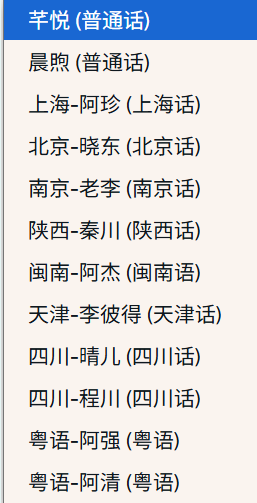 芊悦 (普通话)
晨煦 (普通话)
上海-阿珍 (上海话)
北京-晓东 (北京话)
南京-老李 (南京话)
陕西-秦川 (陕西话)
闽南-阿杰 (闽南语)
天津-李彼得 (天津话)
四川-晴儿 (四川话)
四川-程川 (四川话)
粤语-阿强 (粤语)
粤语-阿清 (粤语)